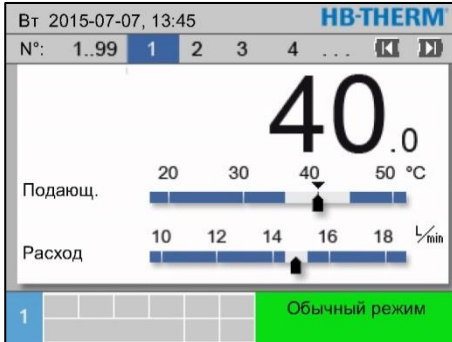 Вт 2015-07-07, 13:45 HB-THERM®
N°: 1..99 1 2 3 4 ...
40.0
20 30 40 50 °C
Подающ.
10 12 14 16 18 L/min
Расход
1 Обычный режим